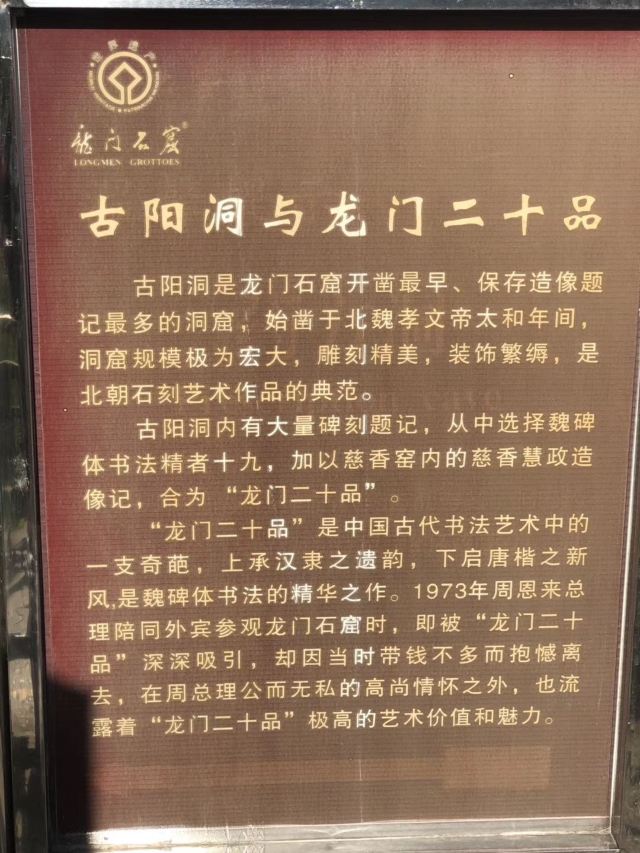 世界遗产
龙门石窟®
LONGMEN GROTTOES
古阳洞与龙门二十品
古阳洞是龙门石窟开凿最早、保存造像题
记最多的洞窟，始凿于北魏孝文帝太和年间，
洞窟规模极为宏大，雕刻精美，装饰繁缛，是
北朝石刻艺术作品的典范。
古阳洞内有大量碑刻题记，从中选择魏碑
体书法精者十九，加以慈香窑内的慈香慧政造
像记，合为“龙门二十品”。
“龙门二十品”是中国古代书法艺术中的
一支奇葩，上承汉隶之遗韵，下启唐楷之新
风,是魏碑体书法的精华之作。1973年周恩来总
理陪同外宾参观龙门石窟时，即被“龙门二十
品”深深吸引，却因当时带钱不多而抱憾离
去，在周总理公而无私的高尚情怀之外，也流
露着“龙门二十品”极高的艺术价值和魅力。